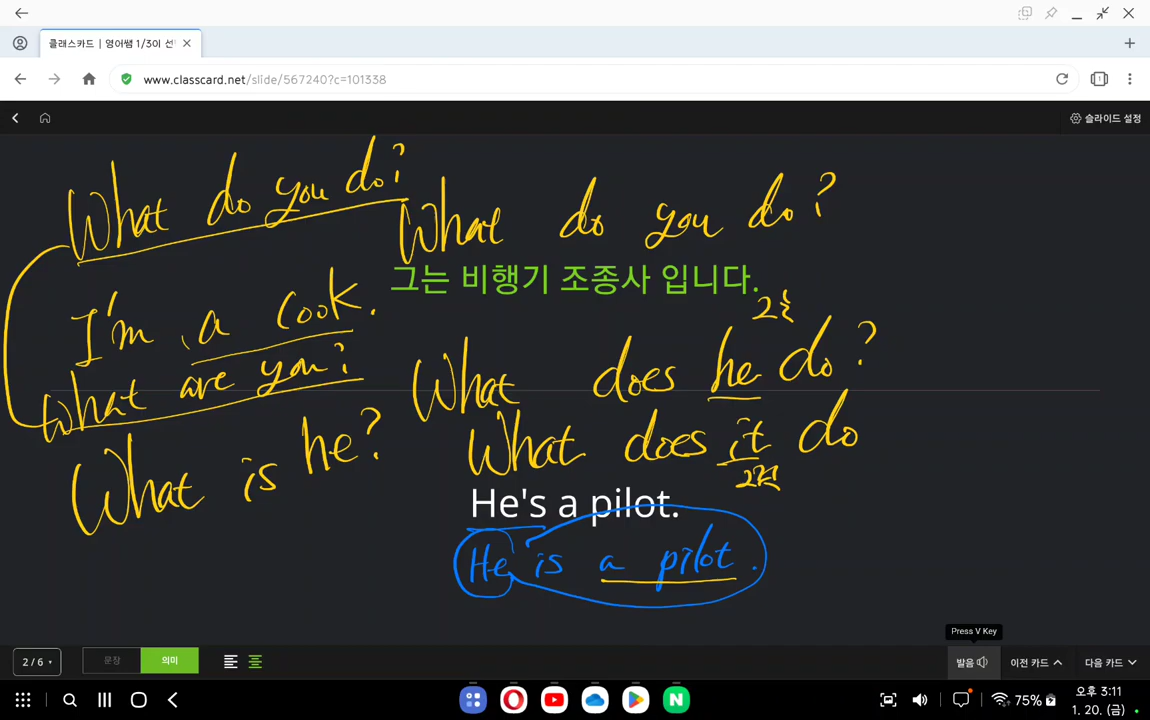 클래스카드 | 영어쌤 1/3이 선
www.classcard.net/slide/567240?c=101338
1
슬라이드 설정
What do you do?
What do you do?
그는 비행기 조종사 입니다.
I'm a cook.
What does he do?
What are you?
What does it do
What is he?
He's a pilot.
He is a pilot.
Press V Key
2 / 6
문장
의미
발음
이전 카드
다음 카드
N
75%
오후 3:11
1. 20. (금)